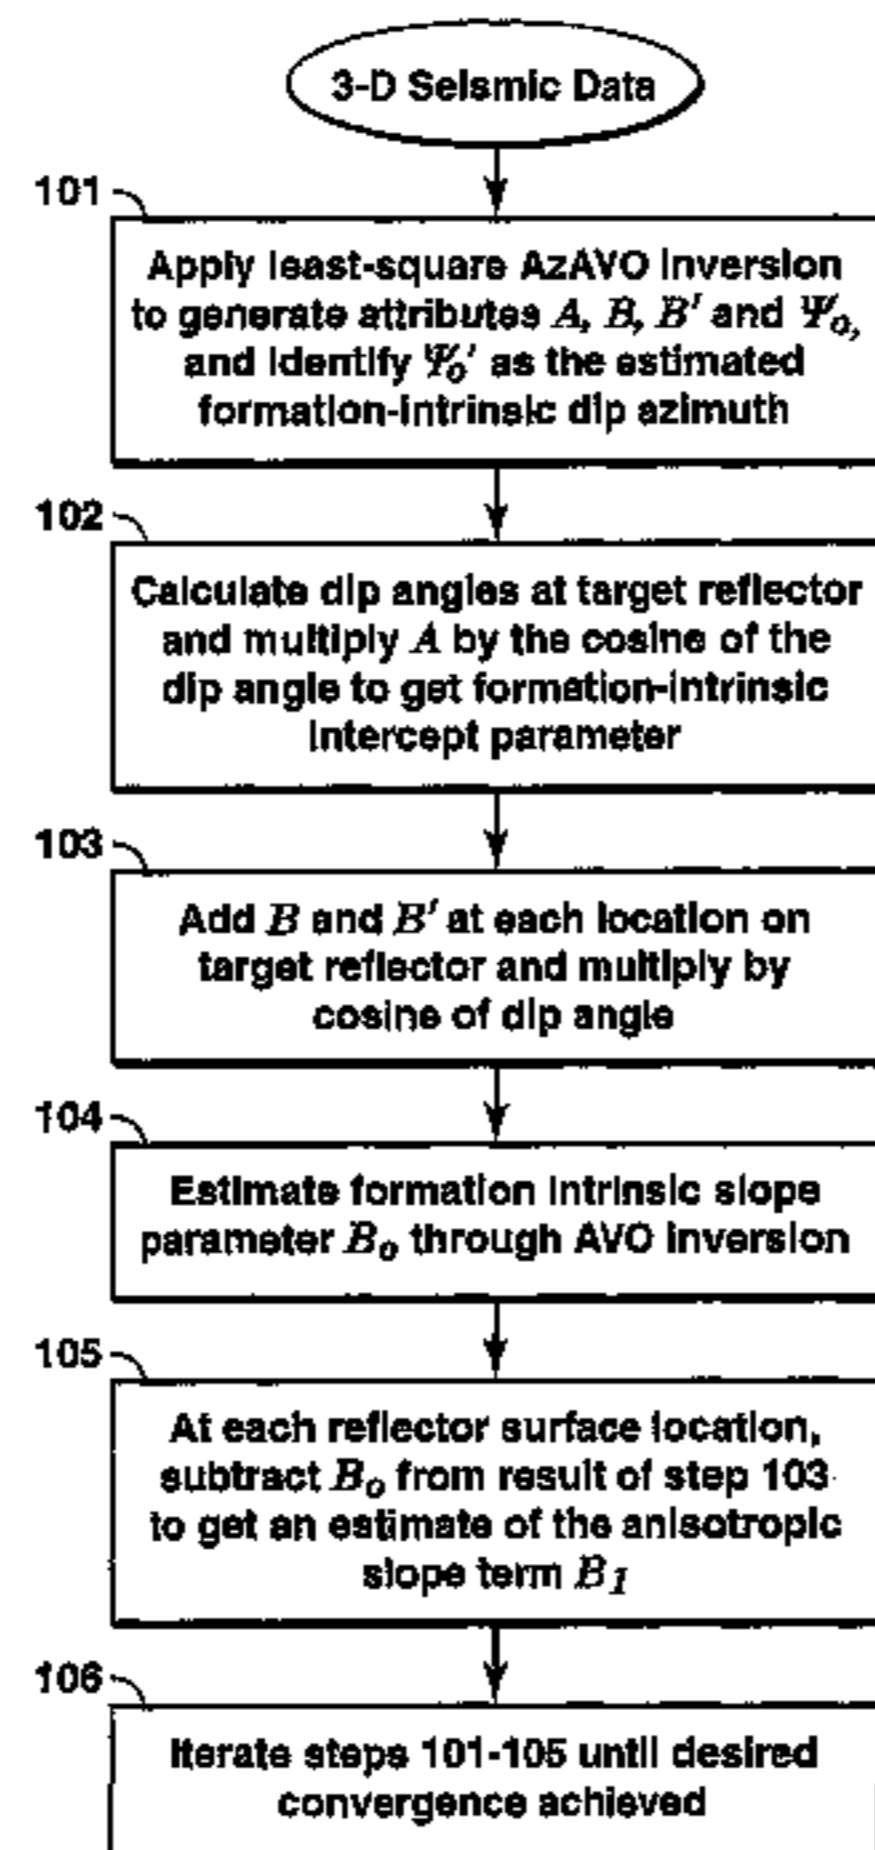 3-D Seismic Data
101
Apply least-square AzAVO inversion
to generate attributes A, B, B′ and Ψ₀,
and identify Ψ₀′ as the estimated
formation-intrinsic dip azimuth
102
Calculate dip angles at target reflector
and multiply A by the cosine of the
dip angle to get formation-intrinsic
intercept parameter
103
Add B and B′ at each location on
target reflector and multiply by
cosine of dip angle
104
Estimate formation intrinsic slope
parameter B₀ through AVO inversion
105
At each reflector surface location,
subtract B₀ from result of step 103
to get an estimate of the anisotropic
slope term B_I
106
Iterate steps 101-105 until desired
convergence achieved